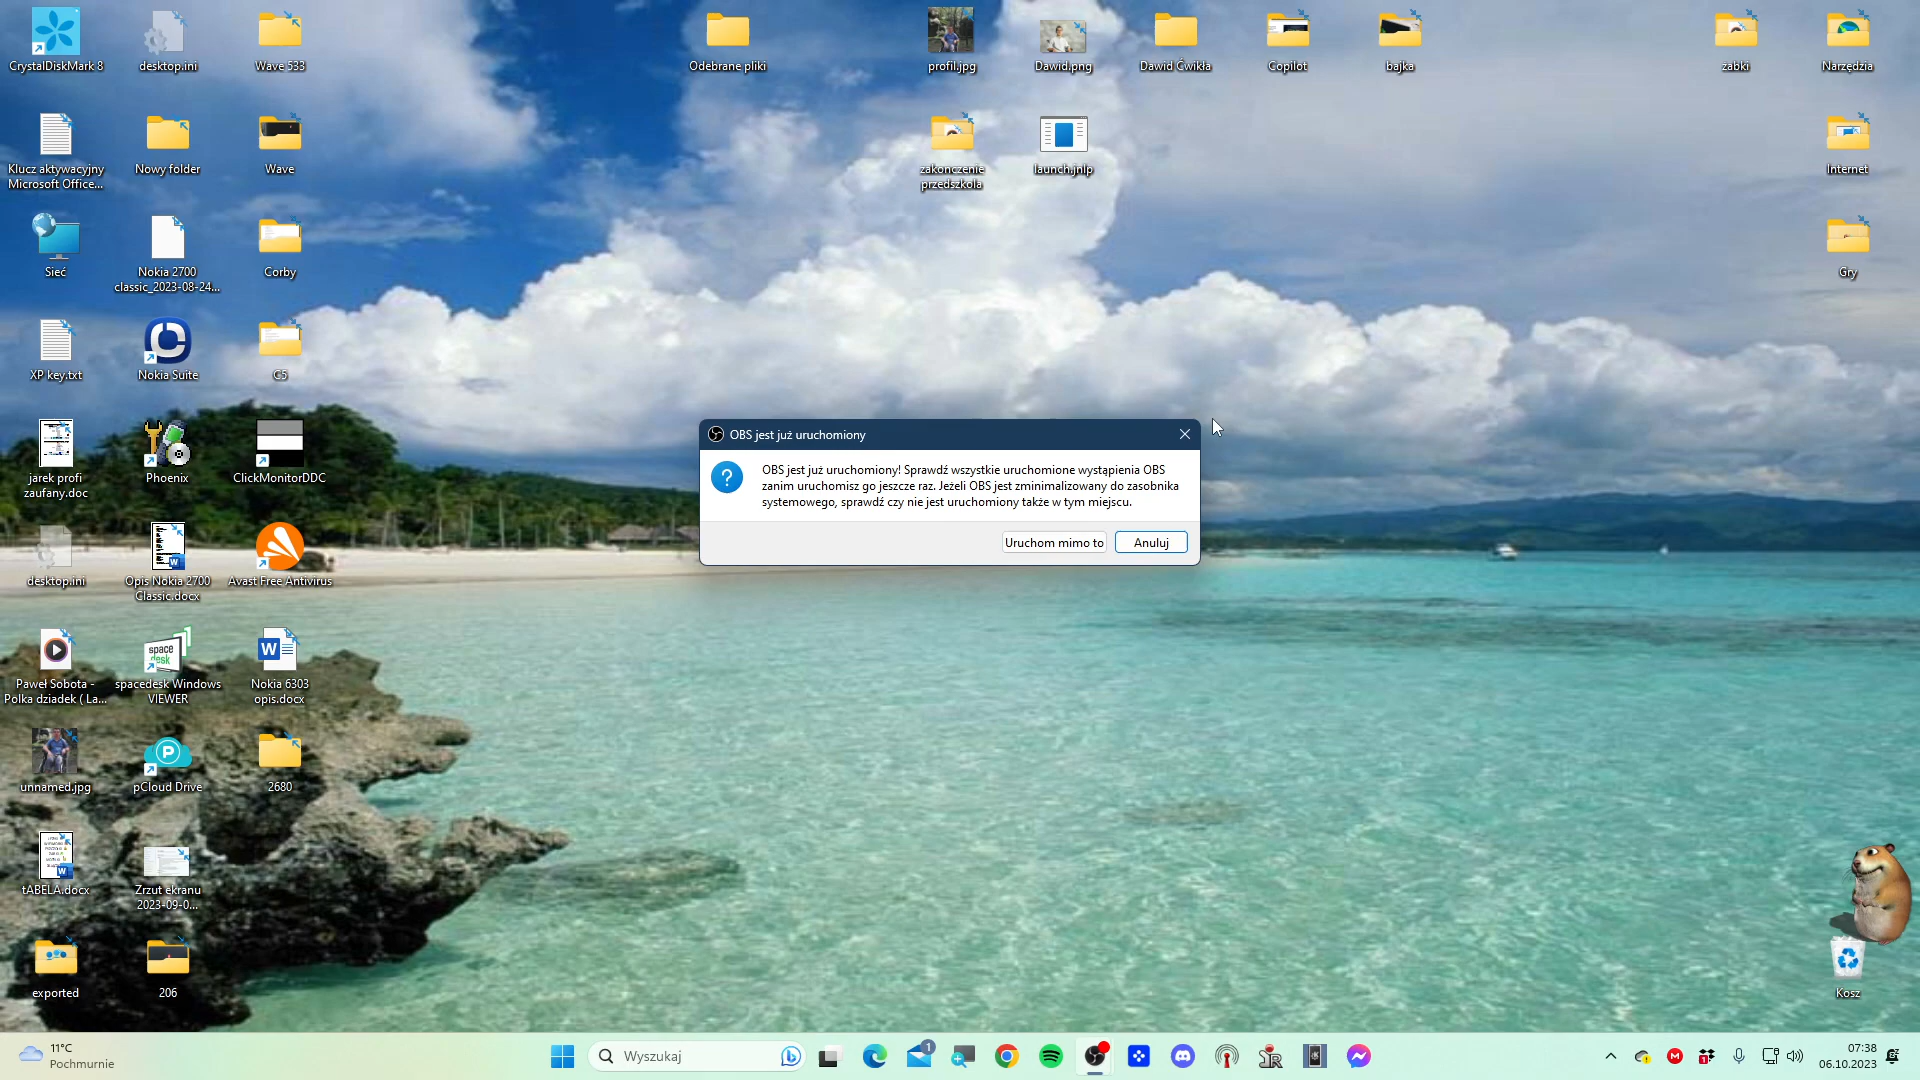 CrystalDiskMark 8
desktop.ini
Wave 533
Odebrane pliki
profil.jpg
Dawid.png
Dawid Ćwikła
Copilot
bajka
żabki
Narzędzia
Klucz aktywacyjny
Microsoft Office...
Nowy folder
Wave
zakonczenie
przedszkola
launch.jnlp
Internet
Sieć
Nokia 2700
classic_2023-08-24...
Corby
Gry
XP key.txt
Nokia Suite
C5
OBS jest już uruchomiony
OBS jest już uruchomiony! Sprawdź wszystkie uruchomione wystąpienia OBS
zanim uruchomisz go jeszcze raz. Jeżeli OBS jest zminimalizowany do zasobnika
systemowego, sprawdź czy nie jest uruchomiony także w tym miejscu.
Uruchom mimo to
Anuluj
jarek profi
zaufany.doc
Phoenix
ClickMonitorDDC
desktop.ini
Opis Nokia 2700
Classic.docx
Avast Free Antivirus
space
desk
Paweł Sobota -
Polka dziadek ( La...
spacedesk Windows
VIEWER
Nokia 6303
opis.docx
unnamed.jpg
pCloud Drive
2680
tABELA.docx
Zrzut ekranu
2023-09-0...
exported
206
Kosz
11°C
Pochmurnie
Wyszukaj
1
07:38
06.10.2023